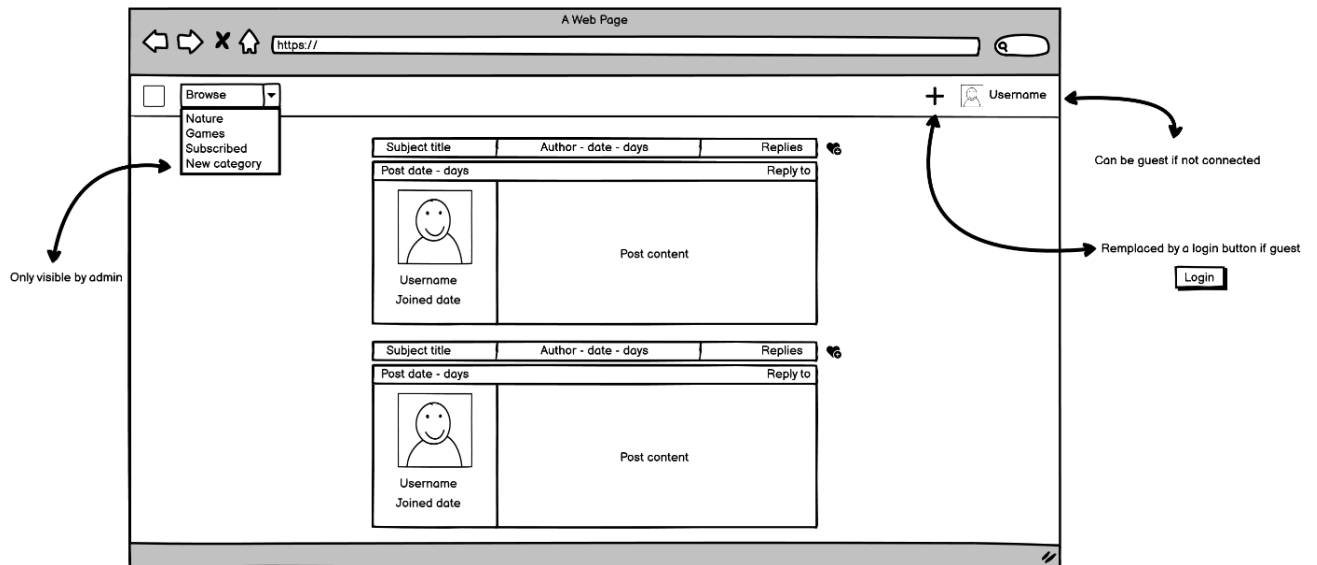 A Web Page
https://
Browse
Username
Nature
Games
Subscribed
New category
Only visible by admin
Can be guest if not connected
Remplaced by a login button if guest
Login
Subject title Author - date - days Replies
Post date - days Reply to
Post content
Username
Joined date
Subject title Author - date - days Replies
Post date - days Reply to
Post content
Username
Joined date